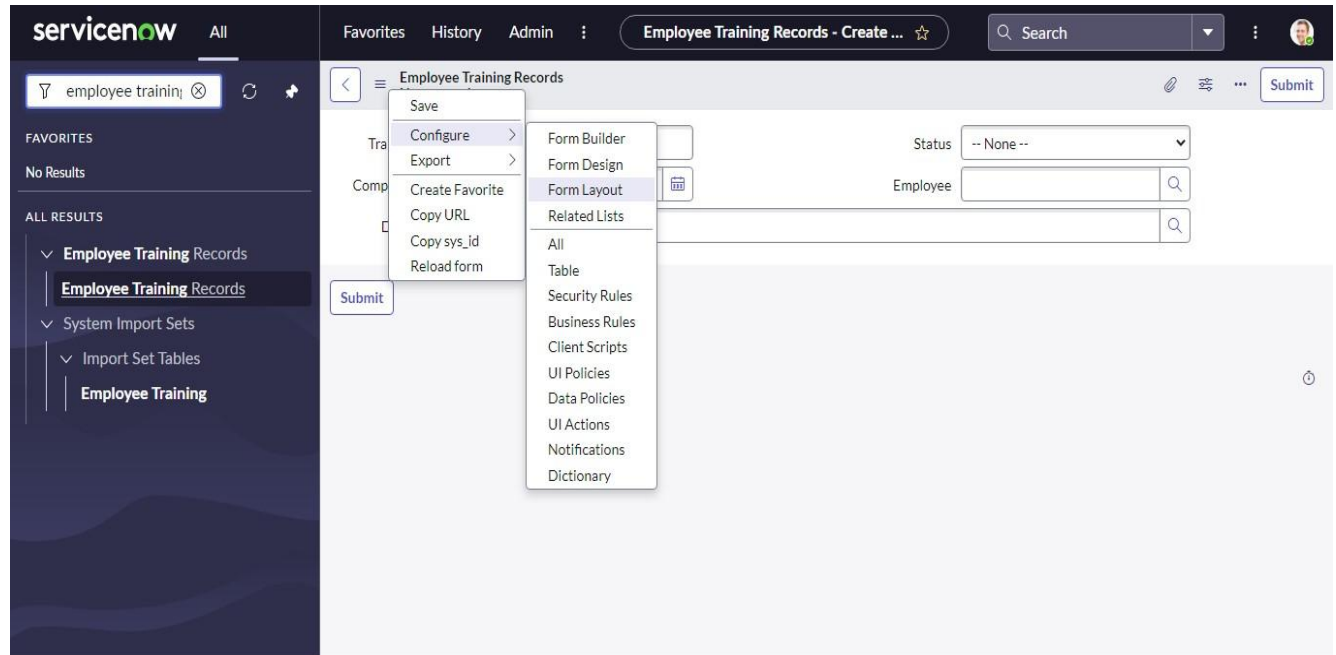 servicenow All Favorites History Admin Employee Training Records - Create ... Search
employee training
Employee Training Records
Submit
FAVORITES
No Results
ALL RESULTS
Employee Training Records
Employee Training Records
System Import Sets
Import Set Tables
Employee Training
Save
Configure
Export
Create Favorite
Copy URL
Copy sys_id
Reload form
Form Builder
Form Design
Form Layout
Related Lists
All
Table
Security Rules
Business Rules
Client Scripts
UI Policies
Data Policies
UI Actions
Notifications
Dictionary
Tra
Status -- None --
Comp
Employee
Submit